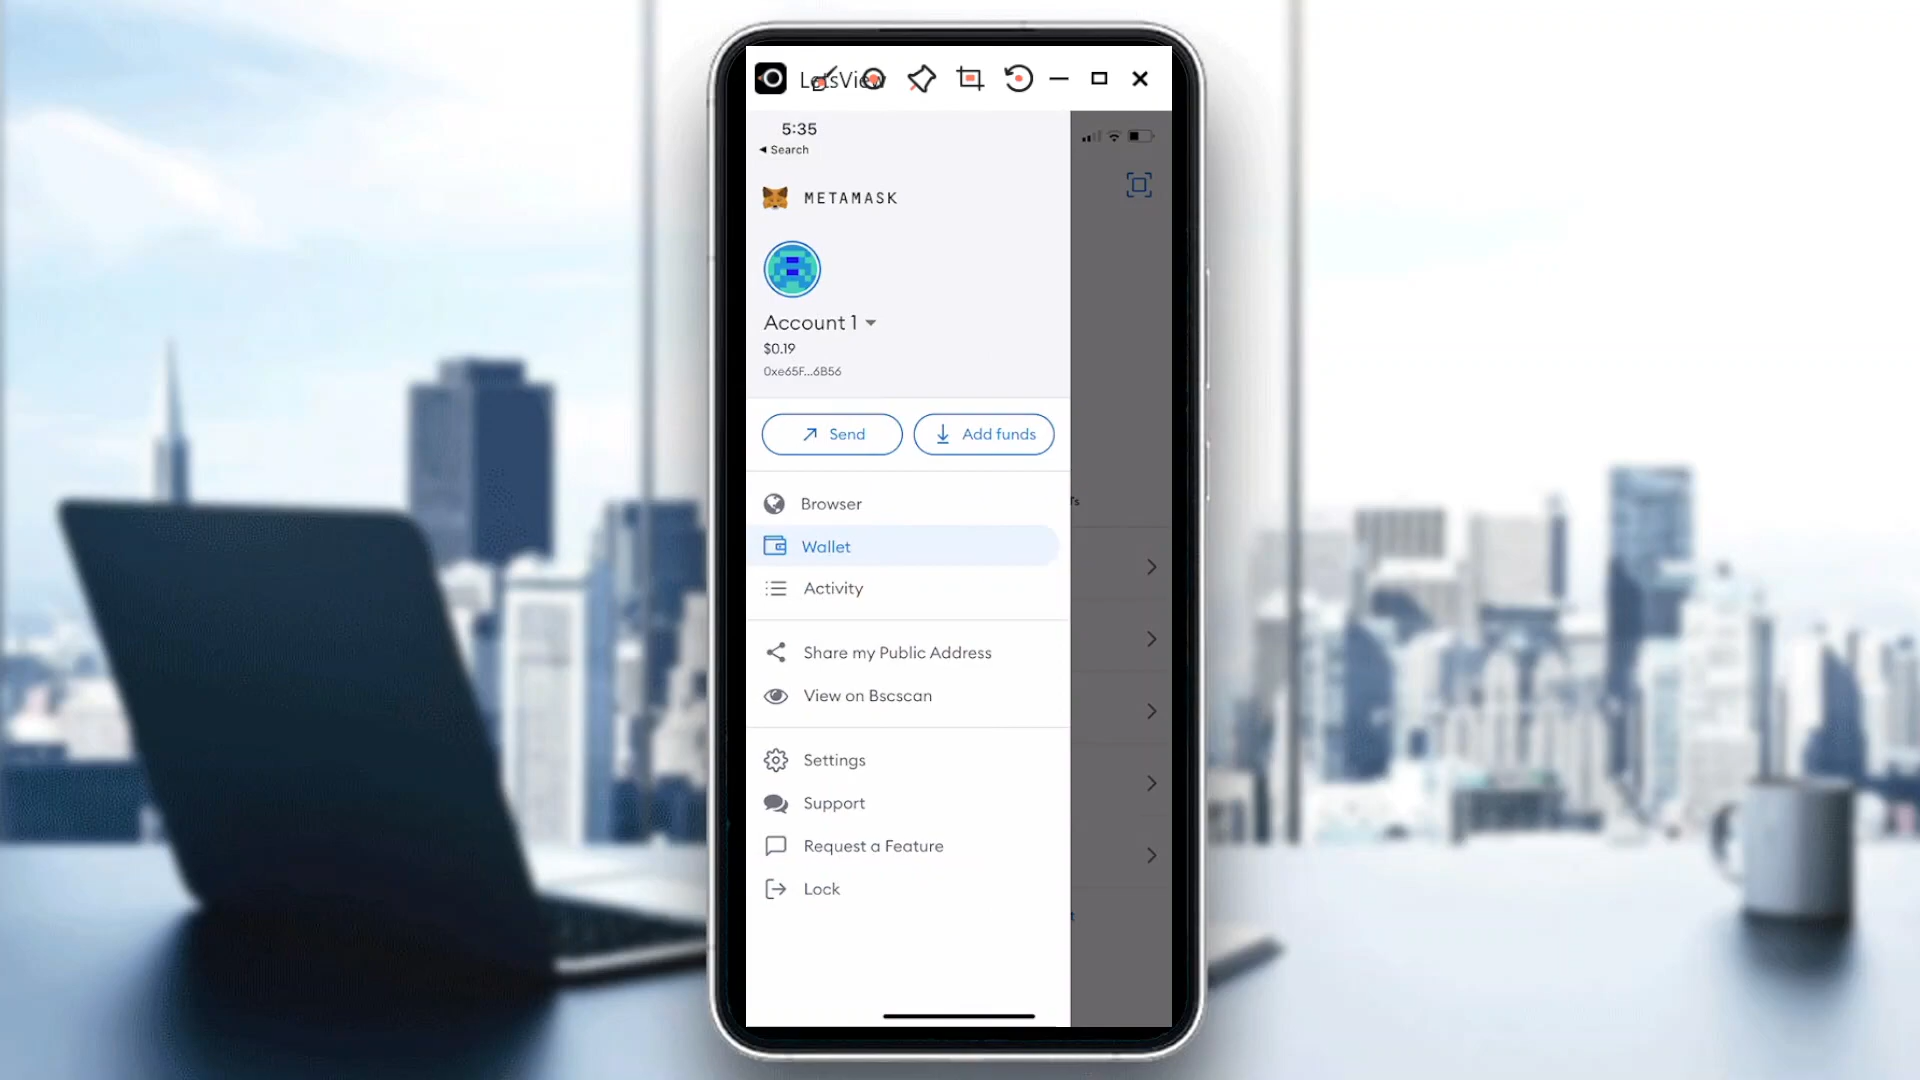 LetsView
5:35
◄ Search
METAMASK
Account 1
$0.19
0xe65F...6B56
Send
Add funds
Browser
Wallet
Activity
Share my Public Address
View on Bscscan
Settings
Support
Request a Feature
Lock